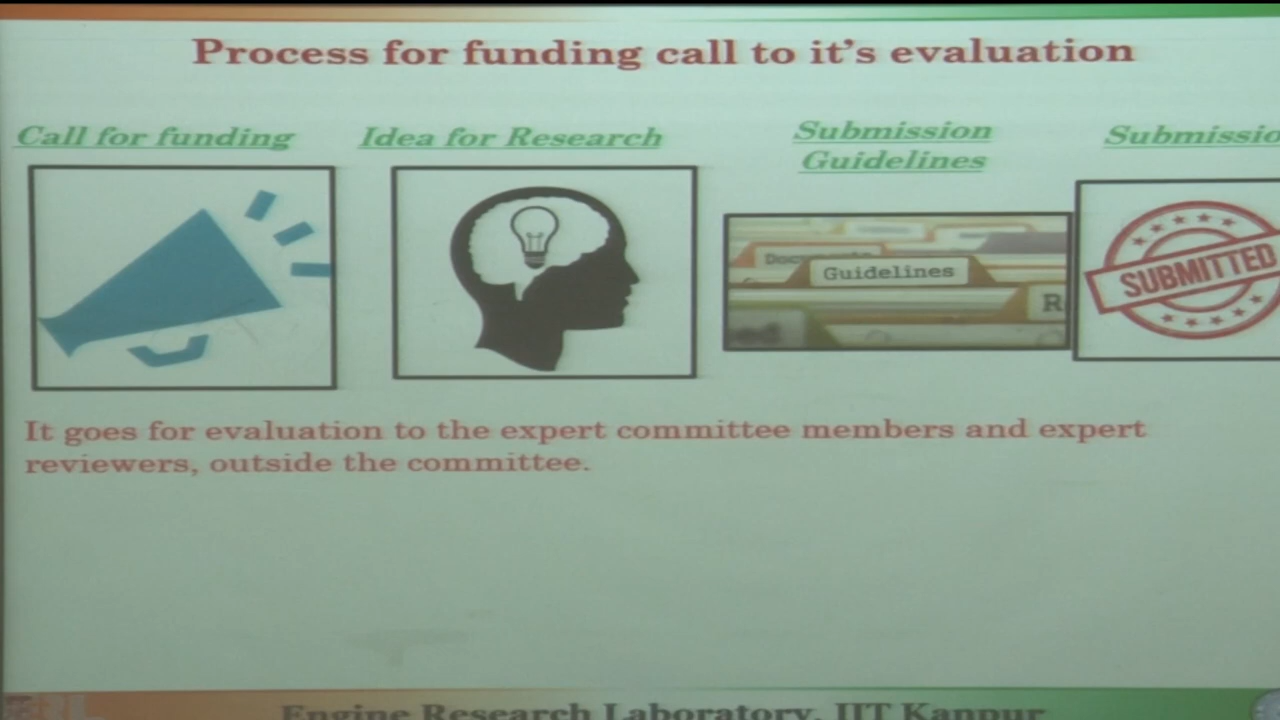 Process for funding call to it's evaluation
Call for funding
Idea for Research
Submission
Guidelines
Submissio
Guidelines
SUBMITTED
It goes for evaluation to the expert committee members and expert
reviewers, outside the committee.
Engine Research Laboratory, IIT Kanpur